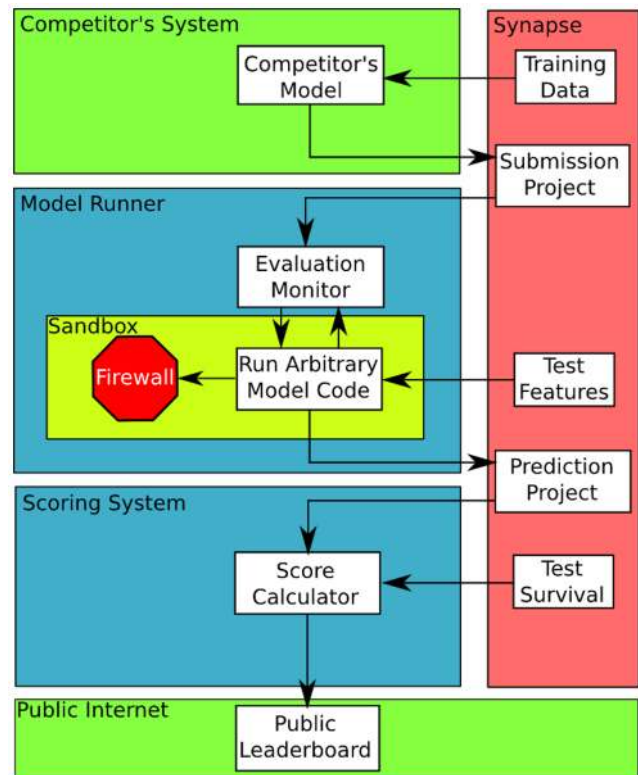 Competitor's System
Synapse
Competitor's
Model
Training
Data
Submission
Project
Model Runner
Evaluation
Monitor
Sandbox
Firewall
Run Arbitrary
Model Code
Test
Features
Prediction
Project
Scoring System
Score
Calculator
Test
Survival
Public Internet
Public
Leaderboard